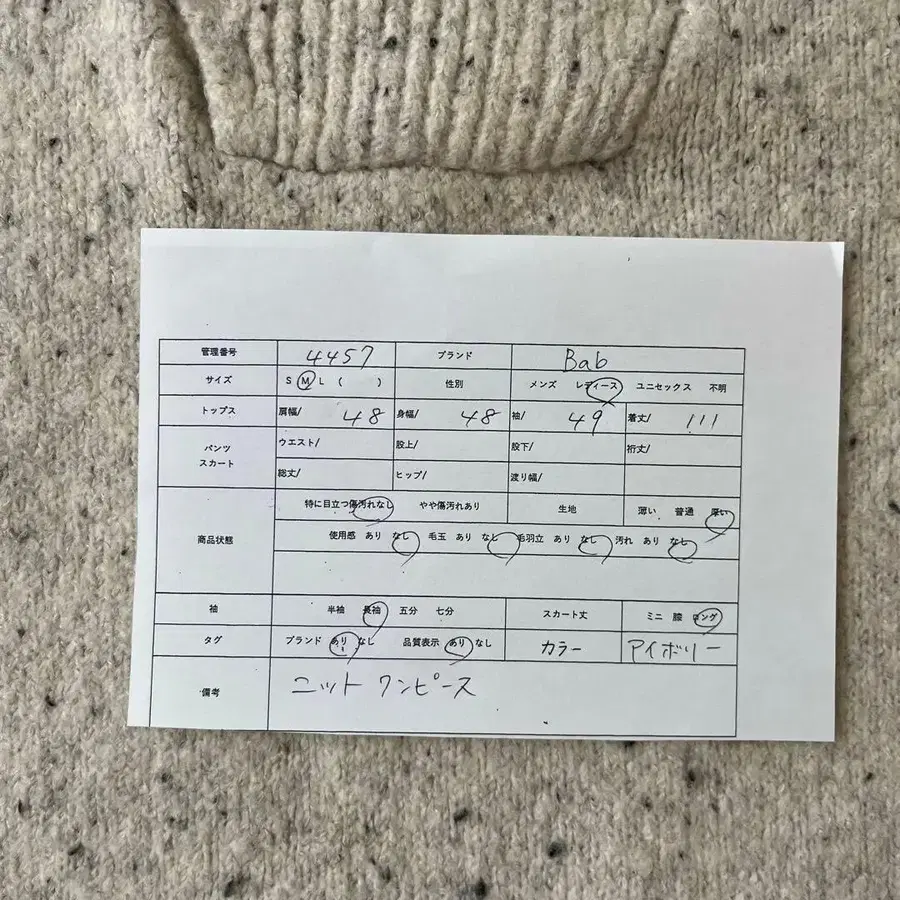 管理番号 4457 ブランド Bab
サイズ S M L ( ) 性別 メンズ レディース ユニセックス 不明
トップス 肩幅/ 48 身幅/ 48 袖/ 49 着丈/ 111
パンツ スカート ウエスト/ 股上/ 股下/ 裄丈/
総丈/ ヒップ/ 渡り幅/
商品状態 特に目立つ傷汚れなし やや傷汚れあり 生地 薄い 普通 厚い
使用感 あり なし 毛玉 あり なし 毛羽立 あり なし 汚れ あり なし
袖 半袖 長袖 五分 七分 スカート丈 ミニ 膝 ロング
タグ ブランド あり なし 品質表示 あり なし カラー アイボリー
備考 ニット ワンピース